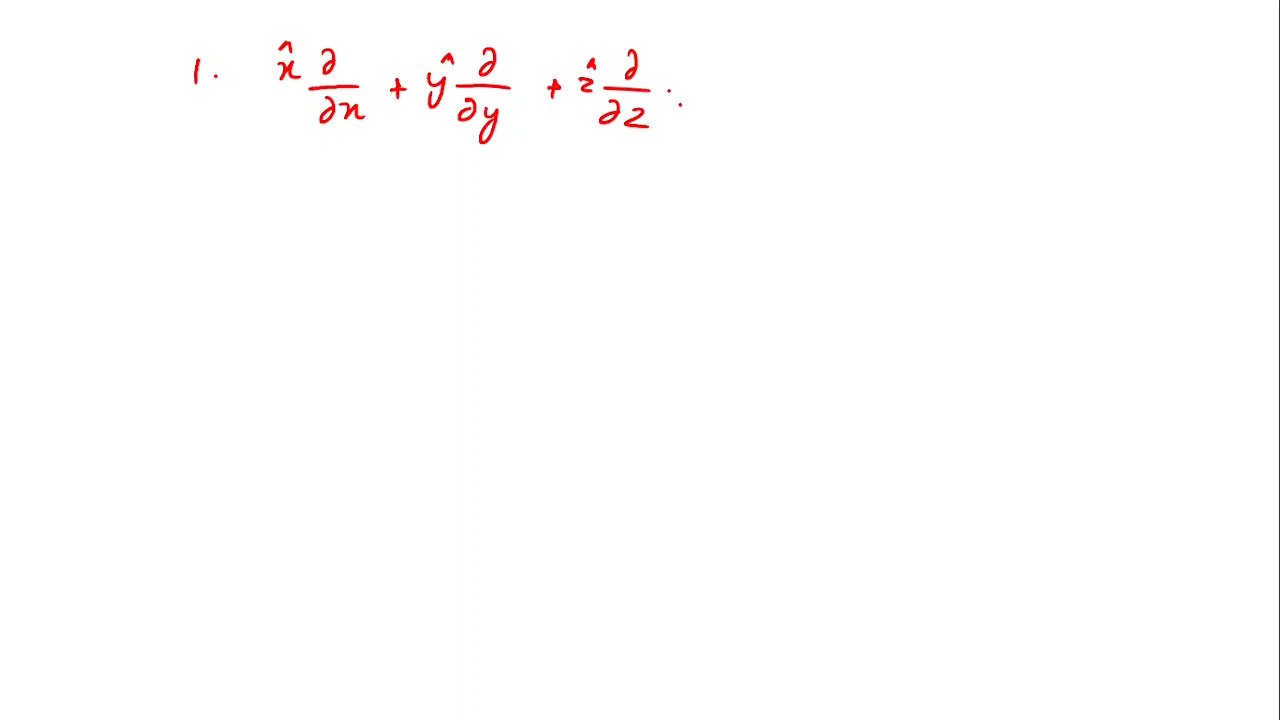 1. x̂ ∂/∂x + ŷ ∂/∂y + ẑ ∂/∂z .